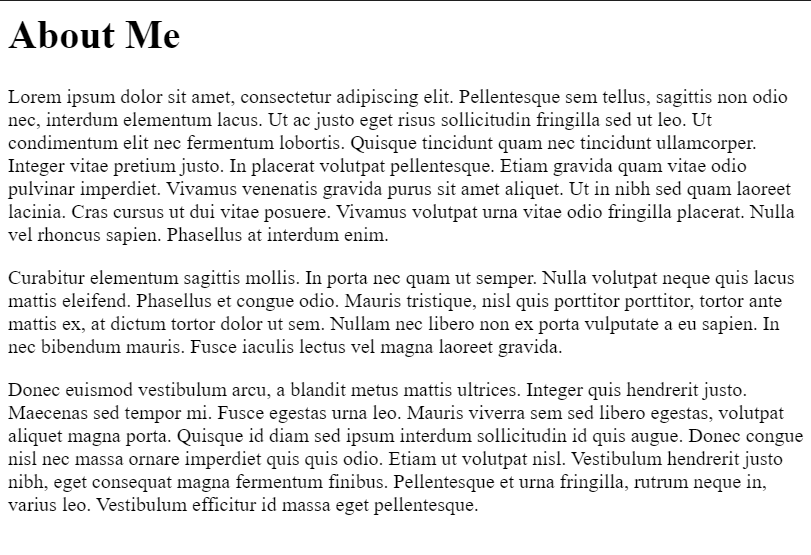 About Me
Lorem ipsum dolor sit amet, consectetur adipiscing elit. Pellentesque sem tellus, sagittis non odio
nec, interdum elementum lacus. Ut ac justo eget risus sollicitudin fringilla sed ut leo. Ut
condimentum elit nec fermentum lobortis. Quisque tincidunt quam nec tincidunt ullamcorper.
Integer vitae pretium justo. In placerat volutpat pellentesque. Etiam gravida quam vitae odio
pulvinar imperdiet. Vivamus venenatis gravida purus sit amet aliquet. Ut in nibh sed quam laoreet
lacinia. Cras cursus ut dui vitae posuere. Vivamus volutpat urna vitae odio fringilla placerat. Nulla
vel rhoncus sapien. Phasellus at interdum enim.
Curabitur elementum sagittis mollis. In porta nec quam ut semper. Nulla volutpat neque quis lacus
mattis eleifend. Phasellus et congue odio. Mauris tristique, nisl quis porttitor porttitor, tortor ante
mattis ex, at dictum tortor dolor ut sem. Nullam nec libero non ex porta vulputate a eu sapien. In
nec bibendum mauris. Fusce iaculis lectus vel magna laoreet gravida.
Donec euismod vestibulum arcu, a blandit metus mattis ultrices. Integer quis hendrerit justo.
Maecenas sed tempor mi. Fusce egestas urna leo. Mauris viverra sem sed libero egestas, volutpat
aliquet magna porta. Quisque id diam sed ipsum interdum sollicitudin id quis augue. Donec congue
nisl nec massa ornare imperdiet quis quis odio. Etiam ut volutpat nisl. Vestibulum hendrerit justo
nibh, eget consequat magna fermentum finibus. Pellentesque et urna fringilla, rutrum neque in,
varius leo. Vestibulum efficitur id massa eget pellentesque.